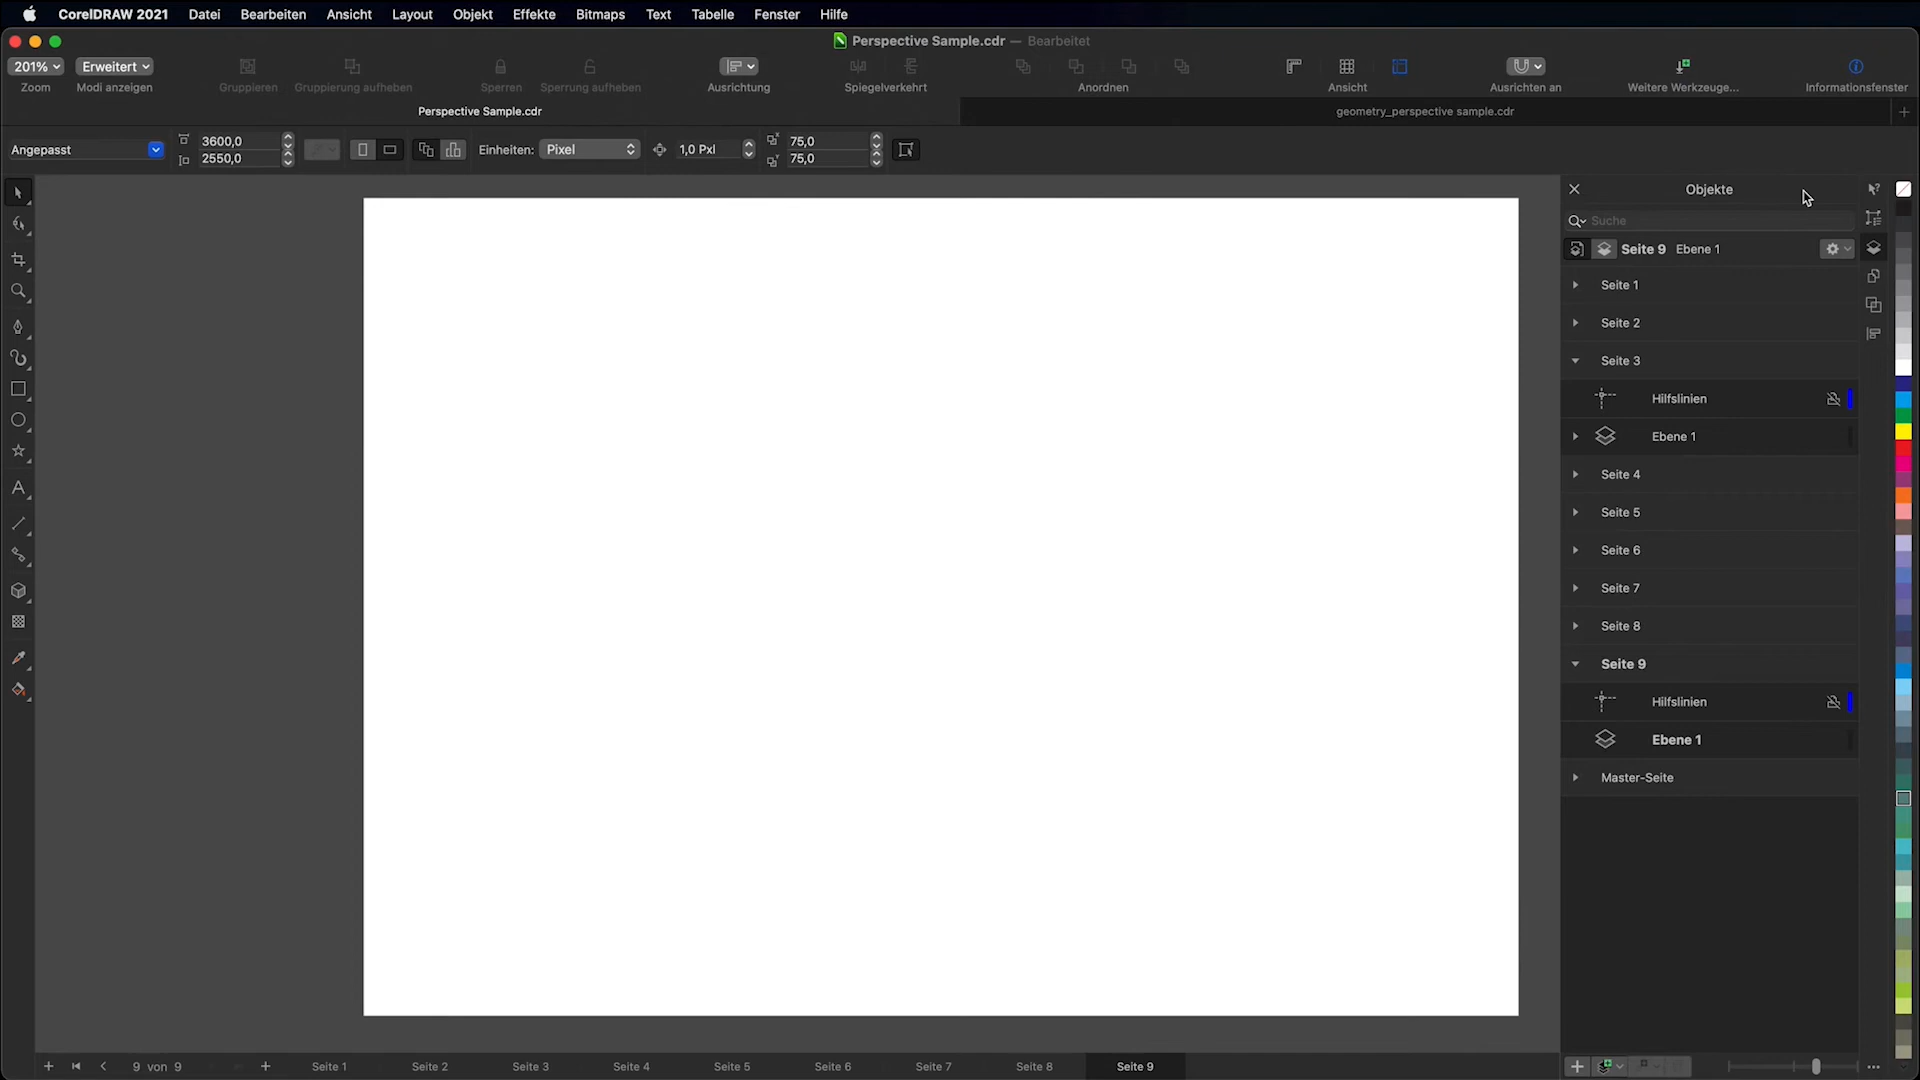 CorelDRAW 2021 Datei Bearbeiten Ansicht Layout Objekt Effekte Bitmaps Text Tabelle Fenster Hilfe
Perspective Sample.cdr — Bearbeitet
201% Erweitert
Zoom Modi anzeigen Gruppieren Gruppierung aufheben Sperren Sperrung aufheben Ausrichtung Spiegelverkehrt Anordnen Ansicht Ausrichten an Weitere Werkzeuge... Informationsfenster
Perspective Sample.cdr geometry_perspective sample.cdr
Angepasst 3600,0 Einheiten: Pixel 1,0 Pxl 75,0
2550,0 75,0
Objekte
Suche
Seite 9 Ebene 1
Seite 1
Seite 2
Seite 3
Hilfslinien
Ebene 1
Seite 4
Seite 5
Seite 6
Seite 7
Seite 8
Seite 9
Hilfslinien
Ebene 1
Master-Seite
9 von 9 Seite 1 Seite 2 Seite 3 Seite 4 Seite 5 Seite 6 Seite 7 Seite 8 Seite 9